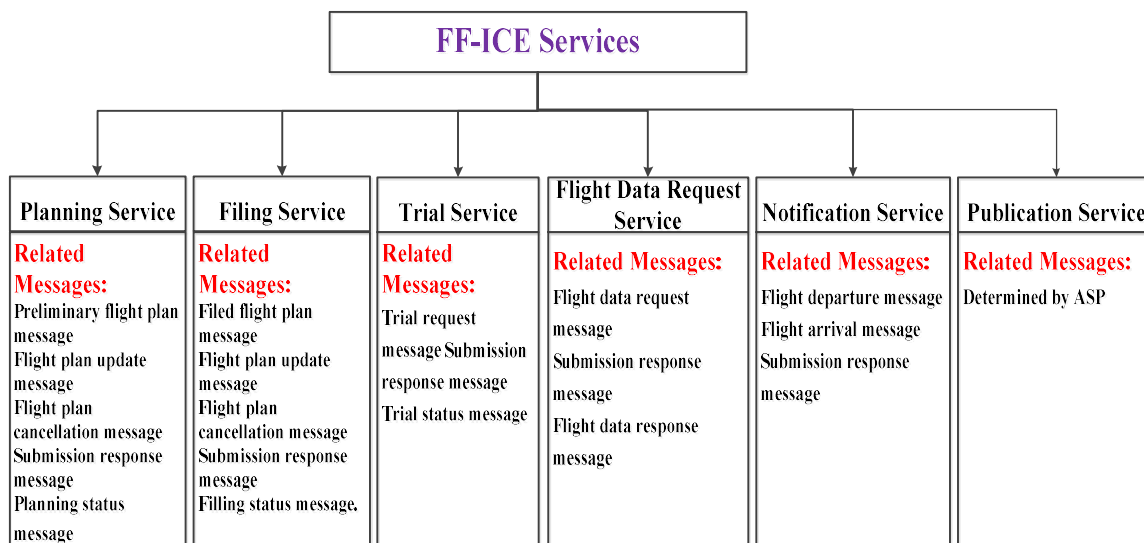 FF-ICE Services
Planning Service
Related
Messages:
Preliminary flight plan
message
Flight plan update
message
Flight plan
cancellation message
Submission response
message
Planning status
message
Filing Service
Related
Messages:
Filed flight plan
message
Flight plan update
message
Flight plan
cancellation message
Submission response
message
Filling status message.
Trial Service
Related
Messages:
Trial request
message Submission
response message
Trial status message
Flight Data Request
Service
Related Messages:
Flight data request
message
Submission response
message
Flight data response
message
Notification Service
Related Messages:
Flight departure message
Flight arrival message
Submission response
message
Publication Service
Related Messages:
Determined by ASP